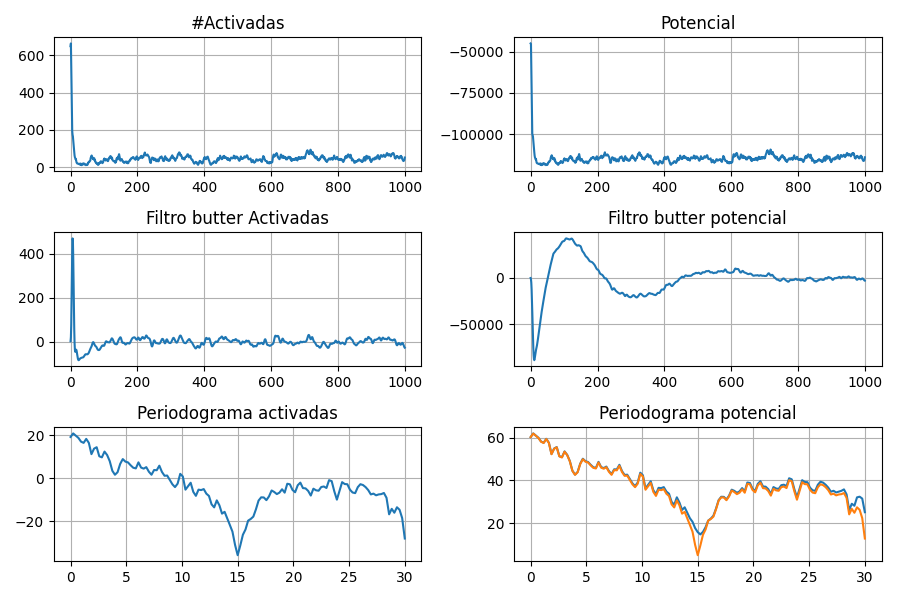 #Activadas
600
400
200
0
0 200 400 600 800 1000
Potencial
−50000
−75000
−100000
0 200 400 600 800 1000
Filtro butter Activadas
400
200
0
0 200 400 600 800 1000
Filtro butter potencial
0
−50000
0 200 400 600 800 1000
Periodograma activadas
20
0
−20
0 5 10 15 20 25 30
Periodograma potencial
60
40
20
0 5 10 15 20 25 30